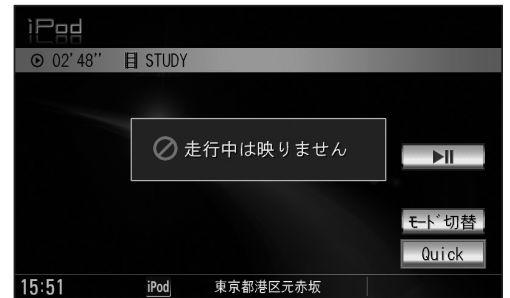 iPod
02'48'' STUDY
走行中は映りません
モード切替
Quick
15:51 iPod 東京都港区元赤坂